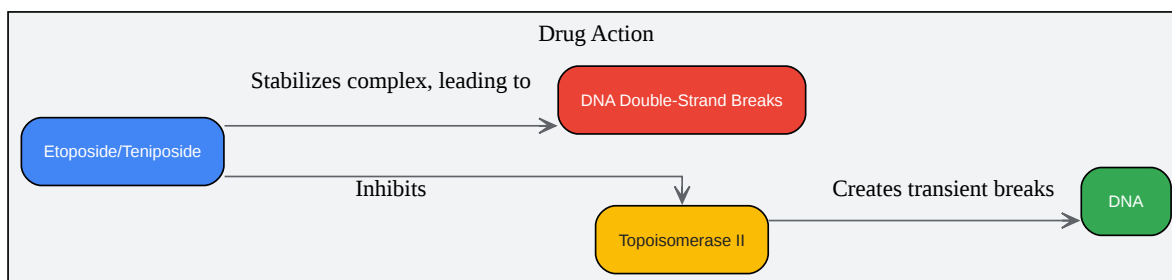 Drug Action
Stabilizes complex, leading to
DNA Double-Strand Breaks
Etoposide/Teniposide
Inhibits
Creates transient breaks
DNA
Topoisomerase II